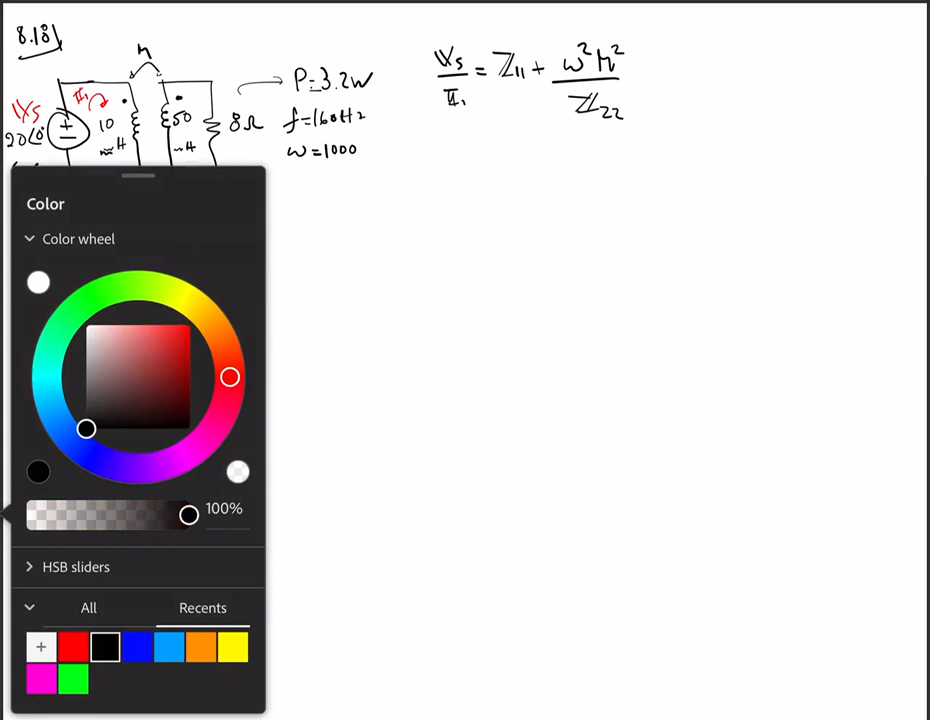 8.18)
M
P=3.2W
Vs
I1
20∠0°
10
H
50
H
8Ω
f=160Hz
ω=1000
Vs/I1 = Z11 + ω²M²/Z22
Color
Color wheel
100%
HSB sliders
All Recents
+